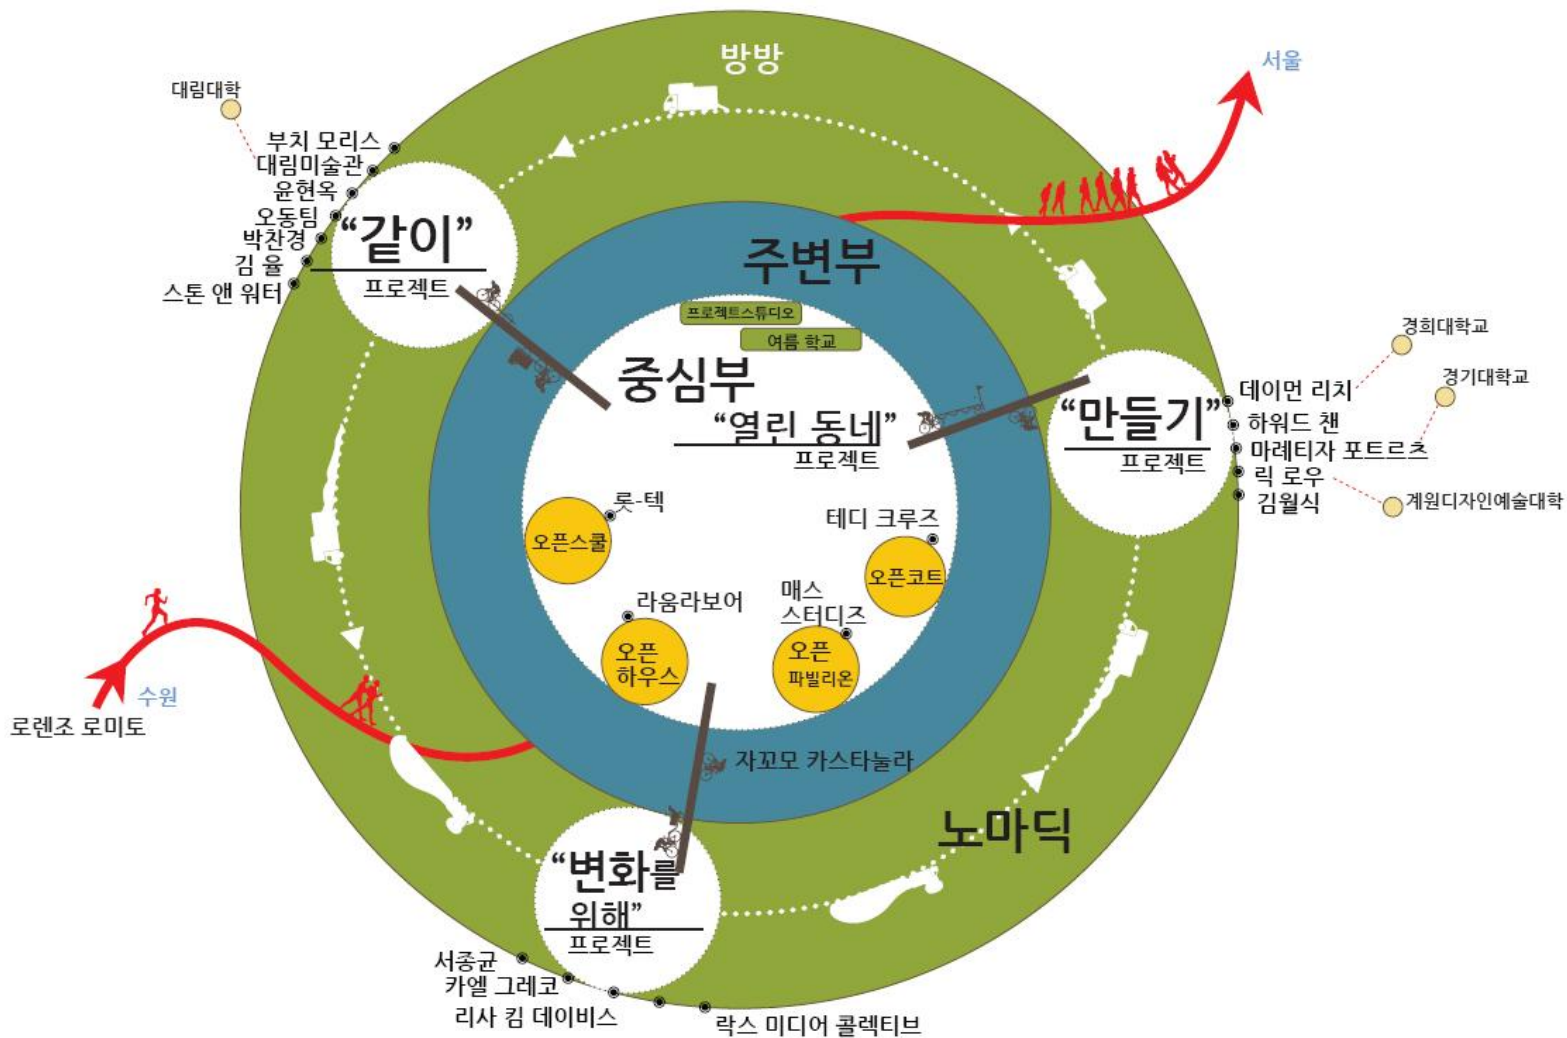 방방
서울
대림대학
부치 모리스
대림미술관
윤현옥
오동팀
박찬경
김 율
스톤 앤 워터
“같이”
프로젝트
주변부
프로젝트스튜디오
여름 학교
중심부
“열린 동네”
프로젝트
“만들기”
프로젝트
경희대학교
데이먼 리치
경기대학교
하워드 챈
마례티자 포트르츠
릭 로우
계원디자인예술대학
김월식
롯-텍
오픈스쿨
테디 크루즈
오픈코트
라움라보어
오픈
하우스
매스
스터디즈
오픈
파빌리온
수원
로렌조 로미토
자꼬모 카스타눌라
노마딕
“변화를
위해”
프로젝트
서종균
카엘 그레코
리사 킴 데이비스
락스 미디어 콜렉티브